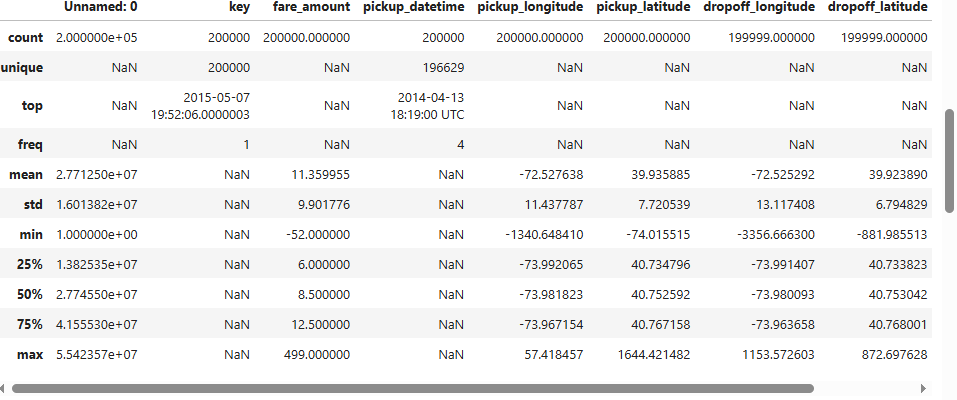 Unnamed: 0 key fare_amount pickup_datetime pickup_longitude pickup_latitude dropoff_longitude dropoff_latitude
count 2.000000e+05 200000 200000.000000 200000 200000.000000 200000.000000 199999.000000 199999.000000
unique NaN 200000 NaN 196629 NaN NaN NaN NaN
top NaN 2015-05-07 19:52:06.0000003 NaN 2014-04-13 18:19:00 UTC NaN NaN NaN NaN
freq NaN 1 NaN 4 NaN NaN NaN NaN
mean 2.771250e+07 NaN 11.359955 NaN -72.527638 39.935885 -72.525292 39.923890
std 1.601382e+07 NaN 9.901776 NaN 11.437787 7.720539 13.117408 6.794829
min 1.000000e+00 NaN -52.000000 NaN -1340.648410 -74.015515 -3356.666300 -881.985513
25% 1.382535e+07 NaN 6.000000 NaN -73.992065 40.734796 -73.991407 40.733823
50% 2.774550e+07 NaN 8.500000 NaN -73.981823 40.752592 -73.980093 40.753042
75% 4.155530e+07 NaN 12.500000 NaN -73.967154 40.767158 -73.963658 40.768001
max 5.542357e+07 NaN 499.000000 NaN 57.418457 1644.421482 1153.572603 872.697628